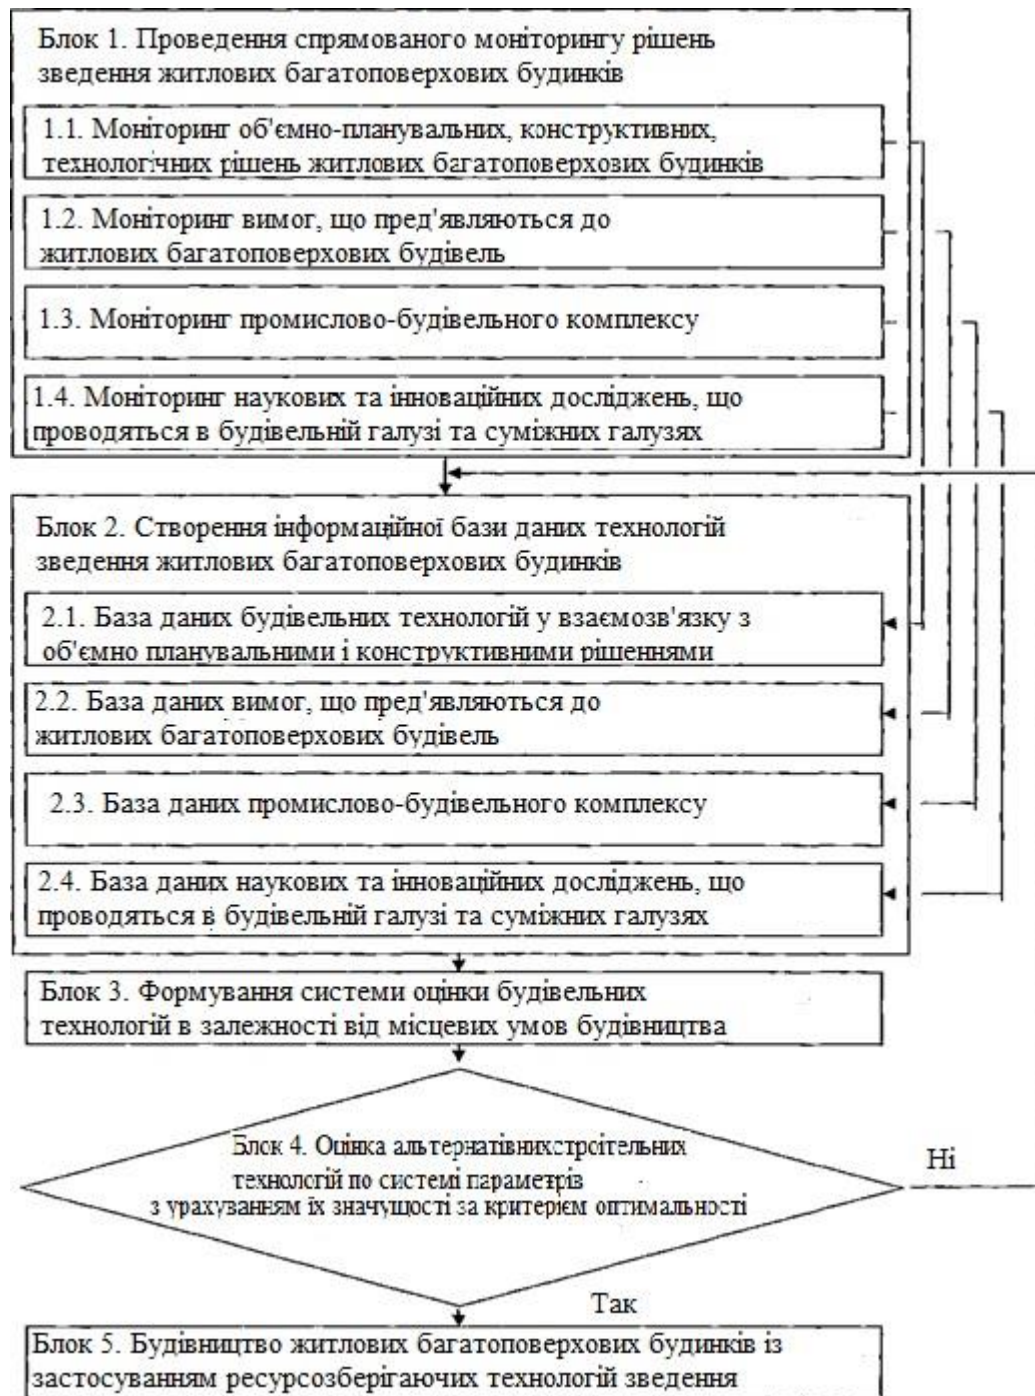 Блок 1. Проведення спрямованого моніторингу рішень
зведення житлових багатоповерхових будинків
1.1. Моніторинг об'ємно-планувальних, конструктивних,
технологічних рішень житлових багатоповерхових будинків
1.2. Моніторинг вимог, що пред'являються до
житлових багатоповерхових будівель
1.3. Моніторинг промислово-будівельного комплексу
1.4. Моніторинг наукових та інноваційних досліджень, що
проводяться в будівельній галузі та суміжних галузях
Блок 2. Створення інформаційної бази даних технологій
зведення житлових багатоповерхових будинків
2.1. База даних будівельних технологій у взаємозв'язку з
об'ємно планувальними і конструктивними рішеннями
2.2. База даних вимог, що пред'являються до
житлових багатоповерхових будівель
2.3. База даних промислово-будівельного комплексу
2.4. База даних наукових та інноваційних досліджень, що
проводяться в будівельній галузі та суміжних галузях
Блок 3. Формування системи оцінки будівельних
технологій в залежності від місцевих умов будівництва
Блок 4. Оцінка альтернатівнихстроітельних
технологій по системі параметрів
з урахуванням їх значущості за критерієм оптимальності
Ні
Так
Блок 5. Будівництво житлових багатоповерхових будинків із
застосуванням ресурсозберігаючих технологій зведення